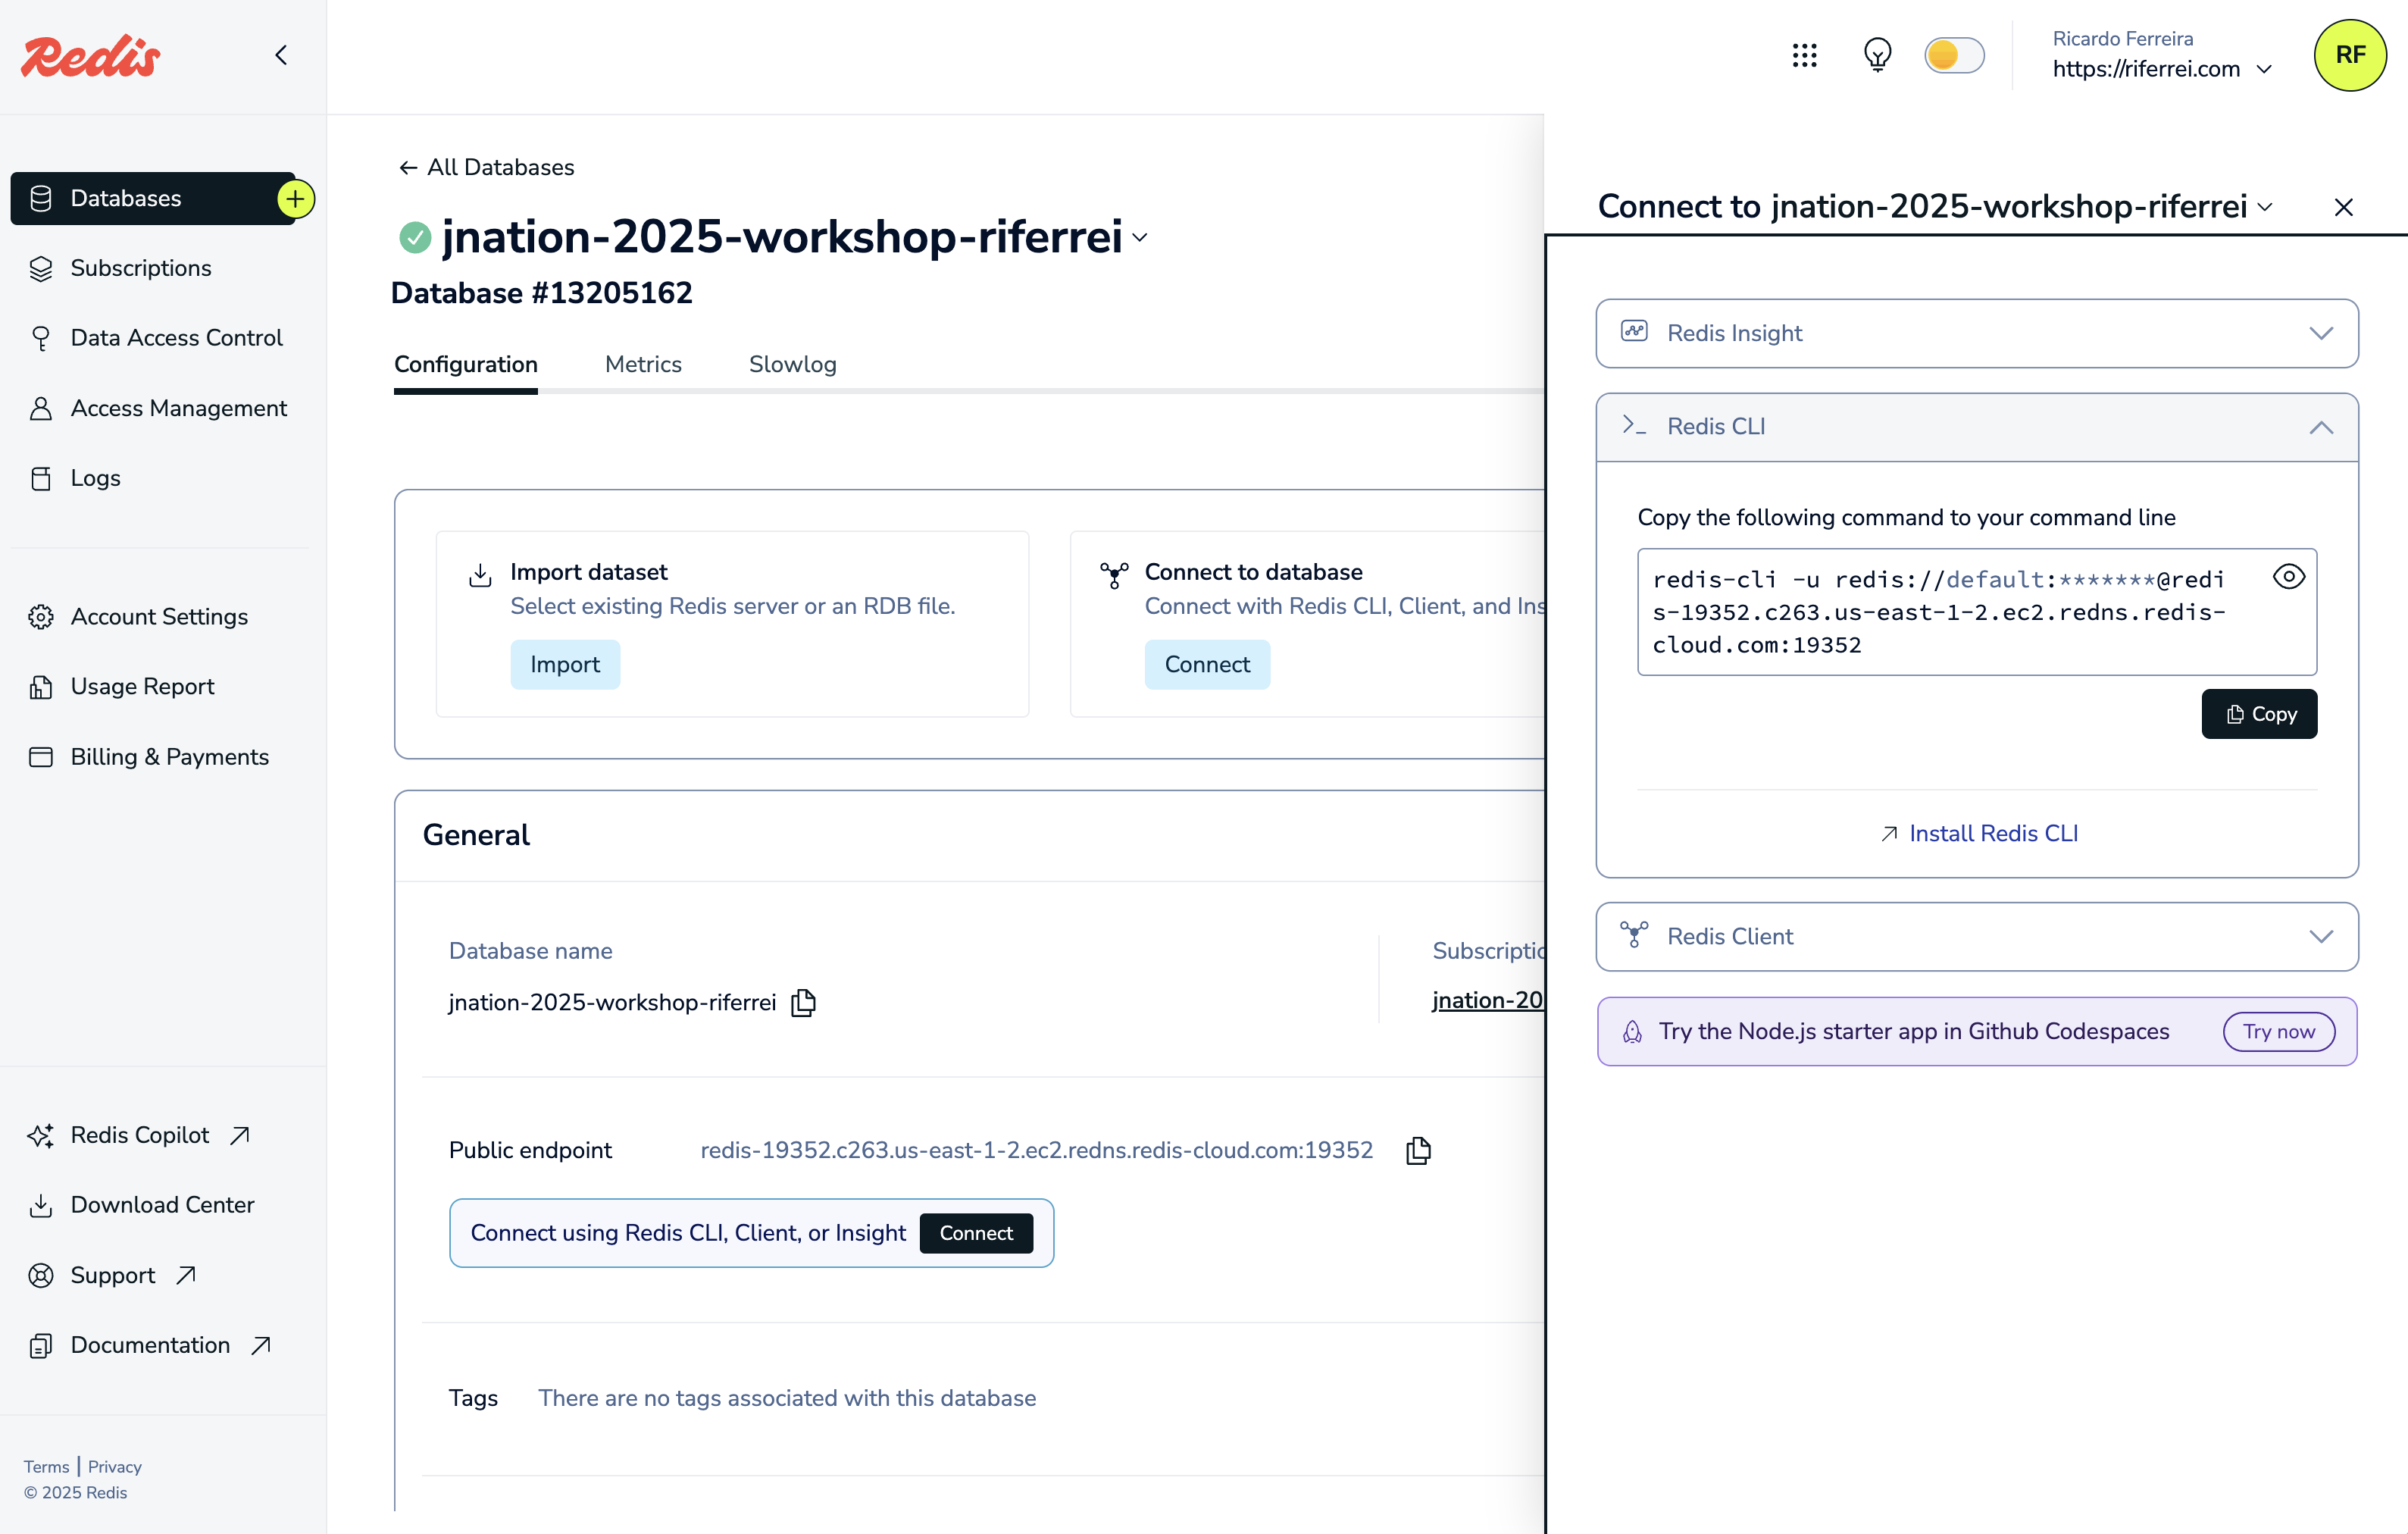 Redis
Ricardo Ferreira
https://riferrei.com
RF
Databases
Subscriptions
Data Access Control
Access Management
Logs
Account Settings
Usage Report
Billing & Payments
Redis Copilot
Download Center
Support
Documentation
Terms | Privacy
© 2025 Redis
All Databases
jnation-2025-workshop-riferrei
Database #13205162
Configuration
Metrics
Slowlog
Import dataset
Select existing Redis server or an RDB file.
Import
Connect to database
Connect with Redis CLI, Client, and Ins
Connect
General
Database name
jnation-2025-workshop-riferrei
Subscriptio
jnation-20
Public endpoint
redis-19352.c263.us-east-1-2.ec2.redns.redis-cloud.com:19352
Connect using Redis CLI, Client, or Insight
Connect
Tags
There are no tags associated with this database
Connect to jnation-2025-workshop-riferrei
Redis Insight
Redis CLI
Copy the following command to your command line
redis-cli -u redis://default:*******@redi
s-19352.c263.us-east-1-2.ec2.redns.redis-
cloud.com:19352
Copy
Install Redis CLI
Redis Client
Try the Node.js starter app in Github Codespaces
Try now